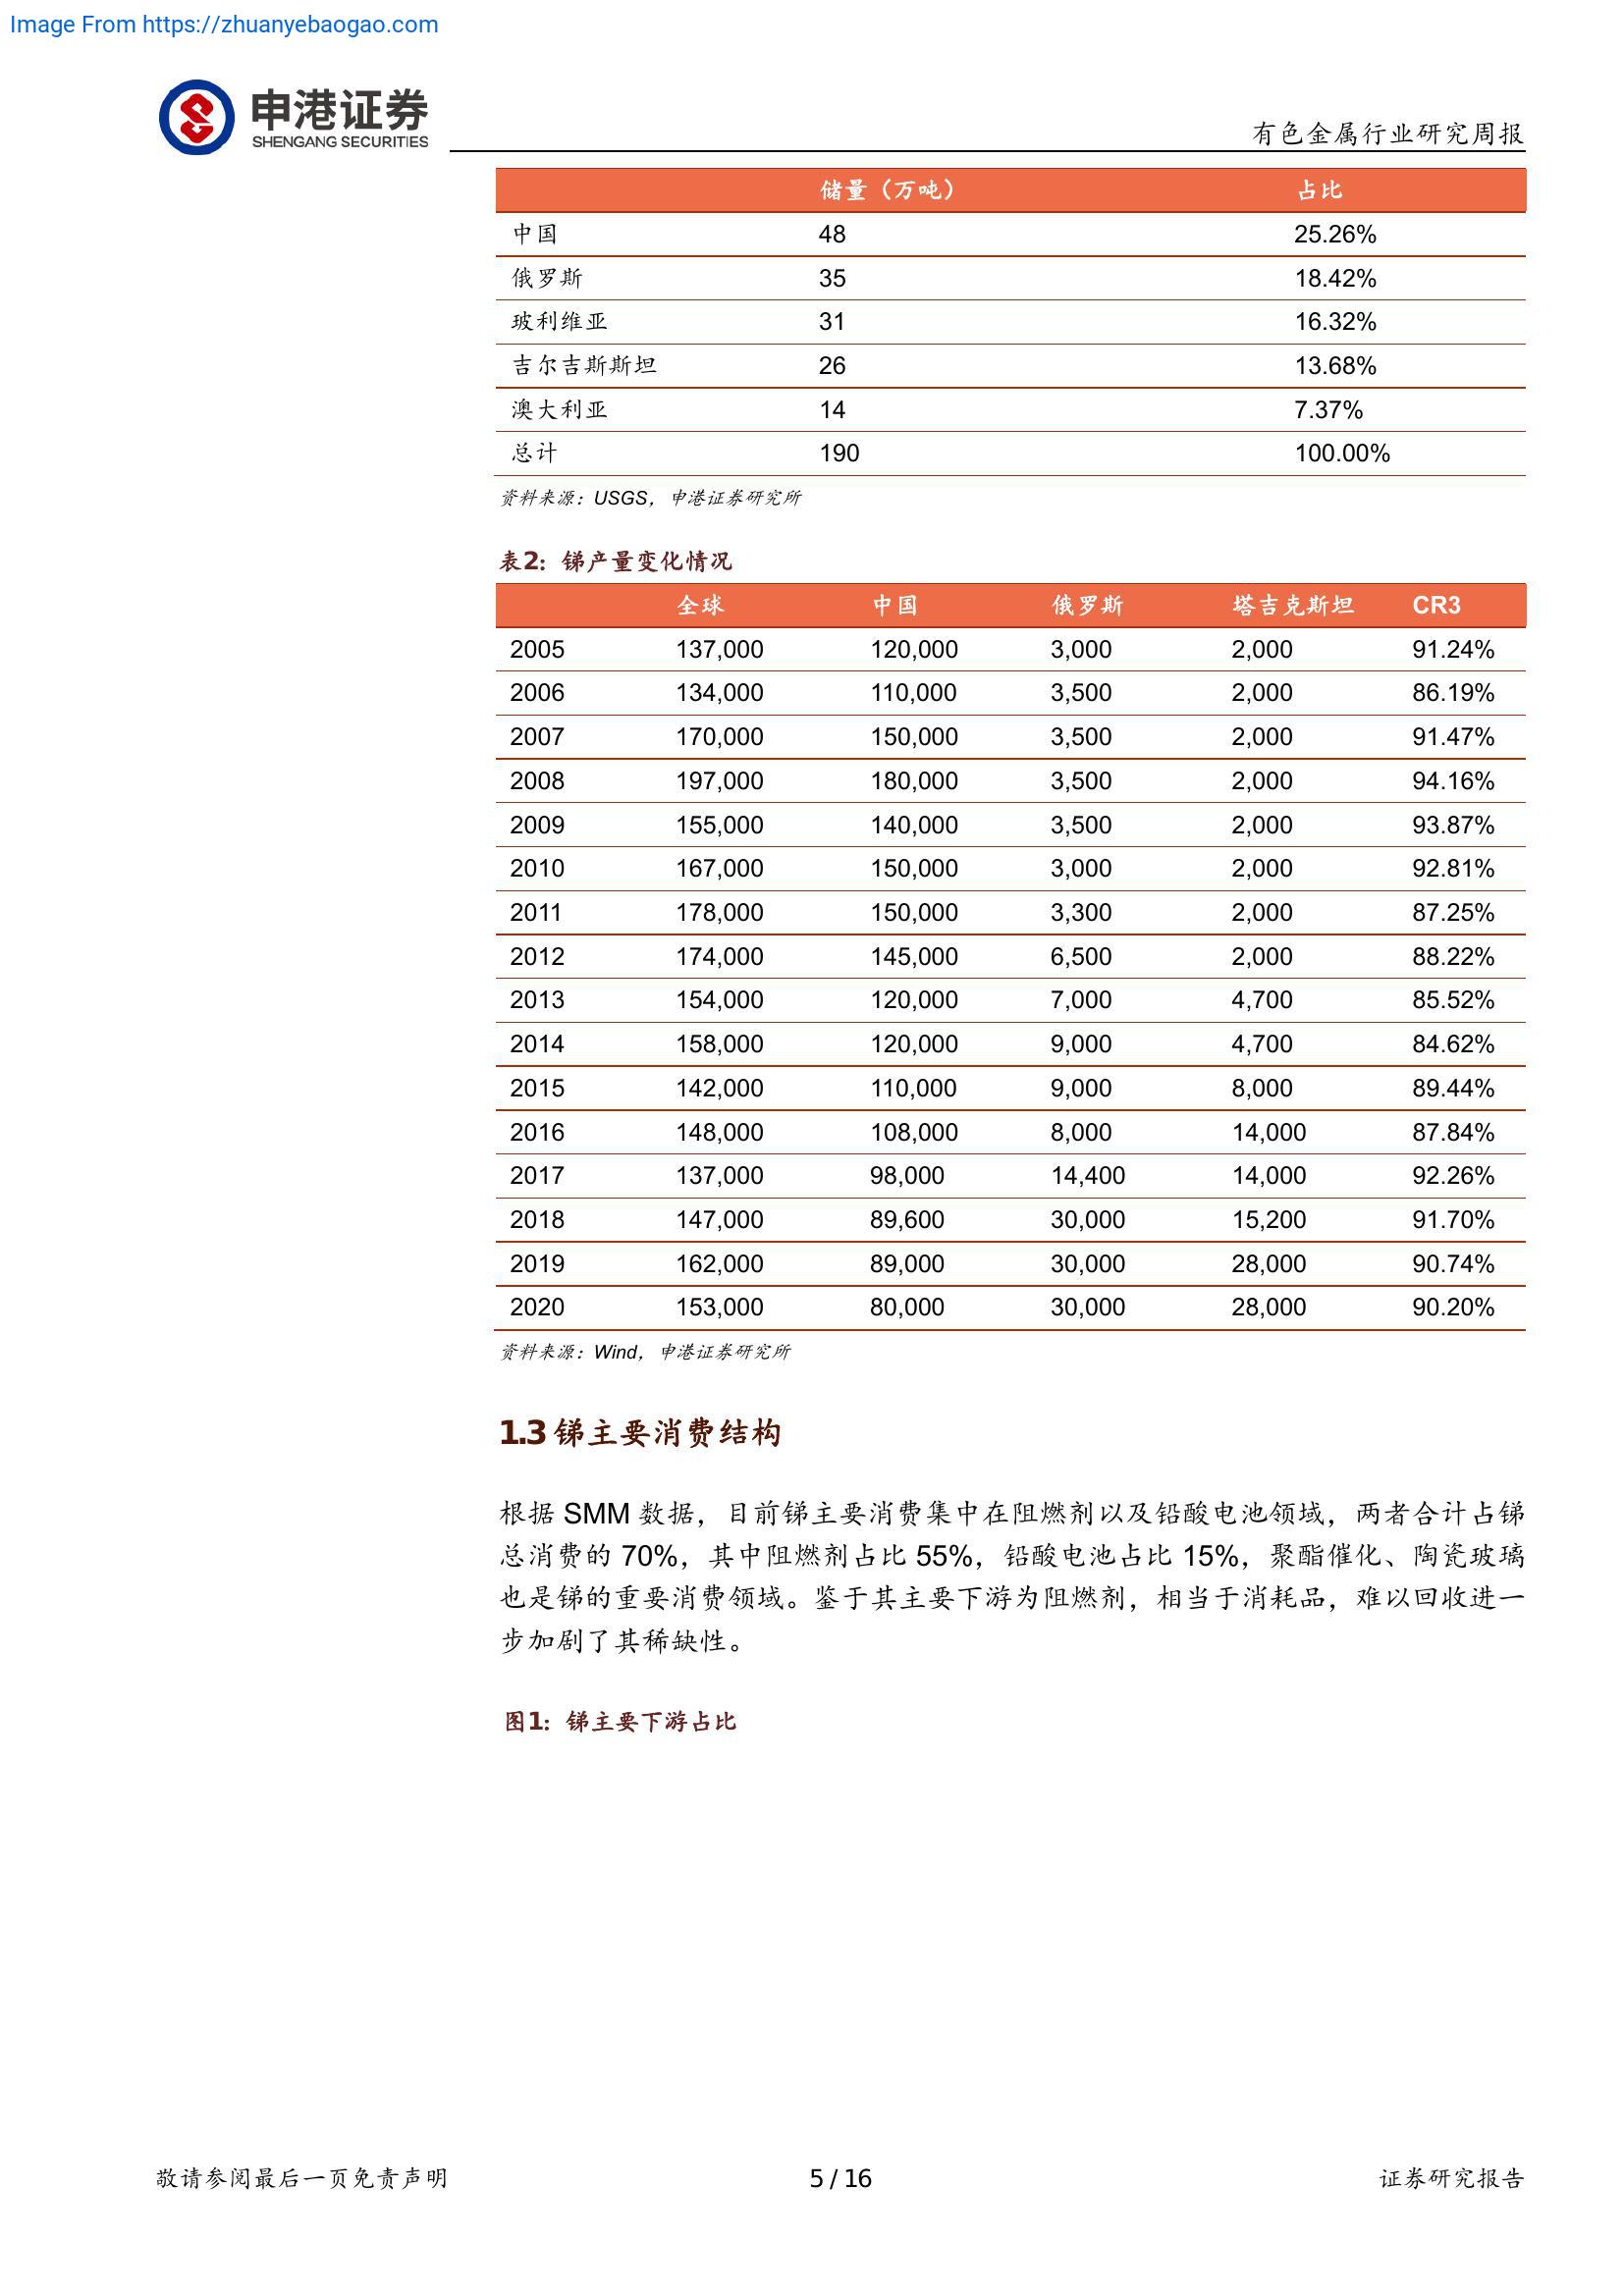 Image From https://zhuanyebaogao.com
申港证券
SHENGANG SECURITIES
有色金属行业研究周报
储量（万吨） 占比
中国 48 25.26%
俄罗斯 35 18.42%
玻利维亚 31 16.32%
吉尔吉斯斯坦 26 13.68%
澳大利亚 14 7.37%
总计 190 100.00%
资料来源：USGS，申港证券研究所
表2：锑产量变化情况
全球 中国 俄罗斯 塔吉克斯坦 CR3
2005 137,000 120,000 3,000 2,000 91.24%
2006 134,000 110,000 3,500 2,000 86.19%
2007 170,000 150,000 3,500 2,000 91.47%
2008 197,000 180,000 3,500 2,000 94.16%
2009 155,000 140,000 3,500 2,000 93.87%
2010 167,000 150,000 3,000 2,000 92.81%
2011 178,000 150,000 3,300 2,000 87.25%
2012 174,000 145,000 6,500 2,000 88.22%
2013 154,000 120,000 7,000 4,700 85.52%
2014 158,000 120,000 9,000 4,700 84.62%
2015 142,000 110,000 9,000 8,000 89.44%
2016 148,000 108,000 8,000 14,000 87.84%
2017 137,000 98,000 14,400 14,000 92.26%
2018 147,000 89,600 30,000 15,200 91.70%
2019 162,000 89,000 30,000 28,000 90.74%
2020 153,000 80,000 30,000 28,000 90.20%
资料来源：Wind，申港证券研究所
1.3 锑主要消费结构
根据 SMM 数据，目前锑主要消费集中在阻燃剂以及铅酸电池领域，两者合计占锑
总消费的 70%，其中阻燃剂占比 55%，铅酸电池占比 15%，聚酯催化、陶瓷玻璃
也是锑的重要消费领域。鉴于其主要下游为阻燃剂，相当于消耗品，难以回收进一
步加剧了其稀缺性。
图1：锑主要下游占比
敬请参阅最后一页免责声明 5 / 16 证券研究报告